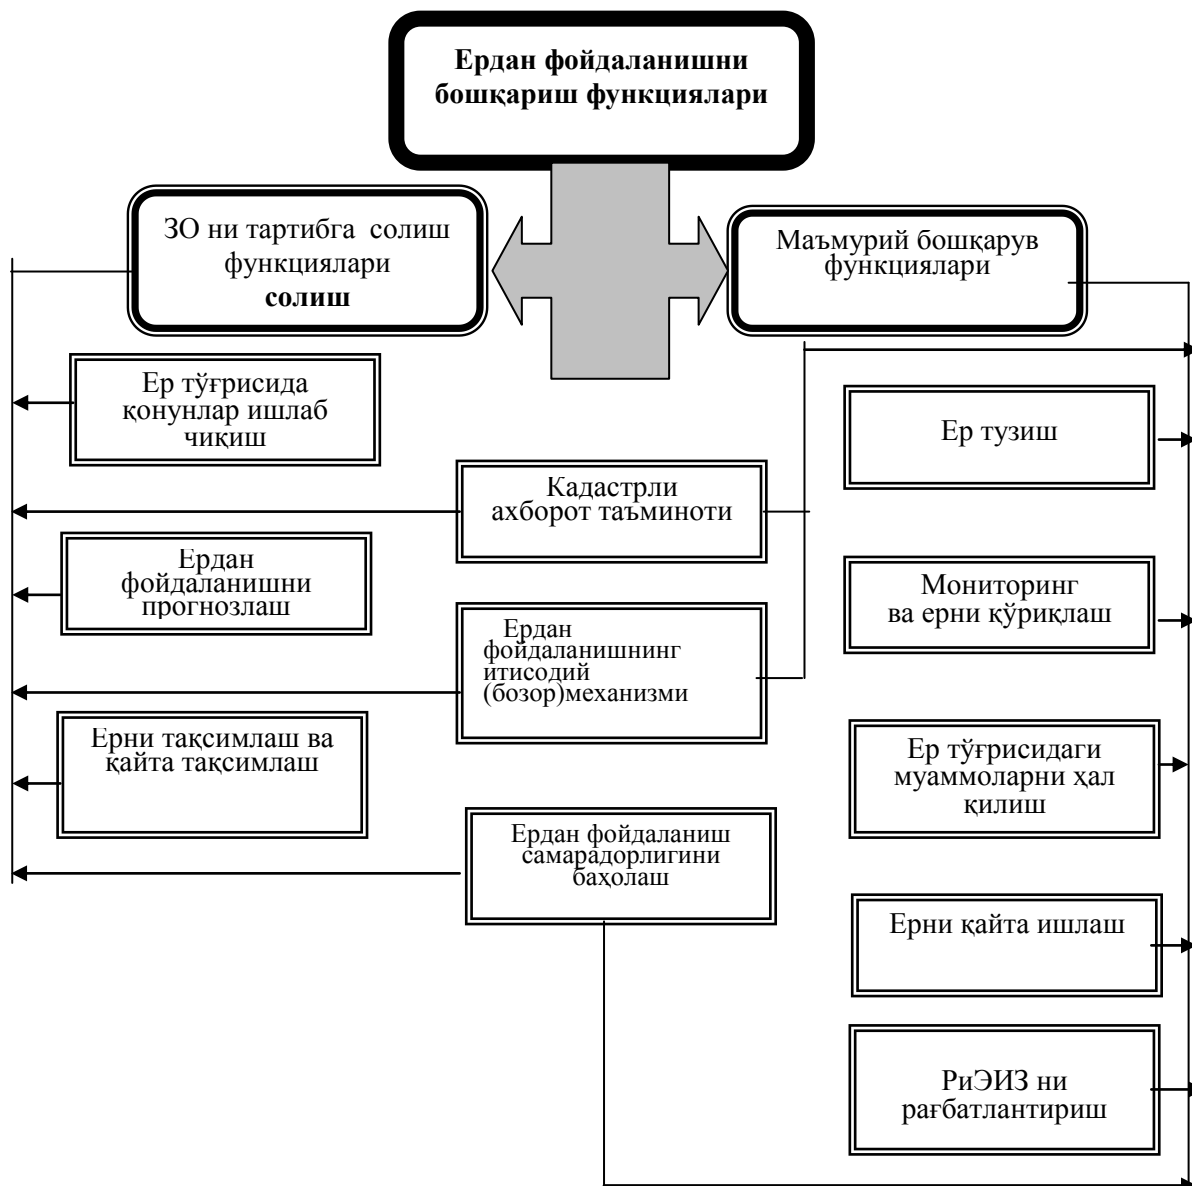 Ердан фойдаланишни
бошқариш функциялари
ЗО ни тартибга солиш
функциялари
солиш
Маъмурий бошқарув
функциялари
Ер тўғрисида
қонунлар ишлаб
чиқиш
Ер тузиш
Кадастрли
ахборот таъминоти
Ердан
фойдаланишни
прогнозлаш
Мониторинг
ва ерни қўриқлаш
Ердан
фойдаланишнинг
итисодий
(бозор)механизми
Ерни тақсимлаш ва
қайта тақсимлаш
Ер тўғрисидаги
муаммоларни ҳал
қилиш
Ердан фойдаланиш
самарадорлигини
баҳолаш
Ерни қайта ишлаш
РиЭИЗ ни
рағбатлантириш